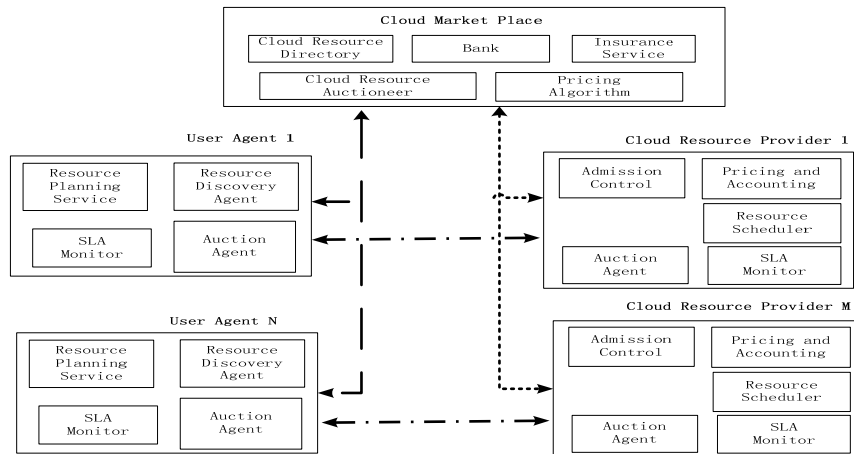 Cloud Market Place
Cloud Resource
Directory
Bank
Insurance
Service
Cloud Resource
Auctioneer
Pricing
Algorithm
User Agent 1
Resource
Planning
Service
Resource
Discovery
Agent
SLA
Monitor
Auction
Agent
Cloud Resource Provider 1
Admission
Control
Pricing and
Accounting
Resource
Scheduler
Auction
Agent
SLA
Monitor
User Agent N
Resource
Planning
Service
Resource
Discovery
Agent
SLA
Monitor
Auction
Agent
Cloud Resource Provider M
Admission
Control
Pricing and
Accounting
Resource
Scheduler
Auction
Agent
SLA
Monitor